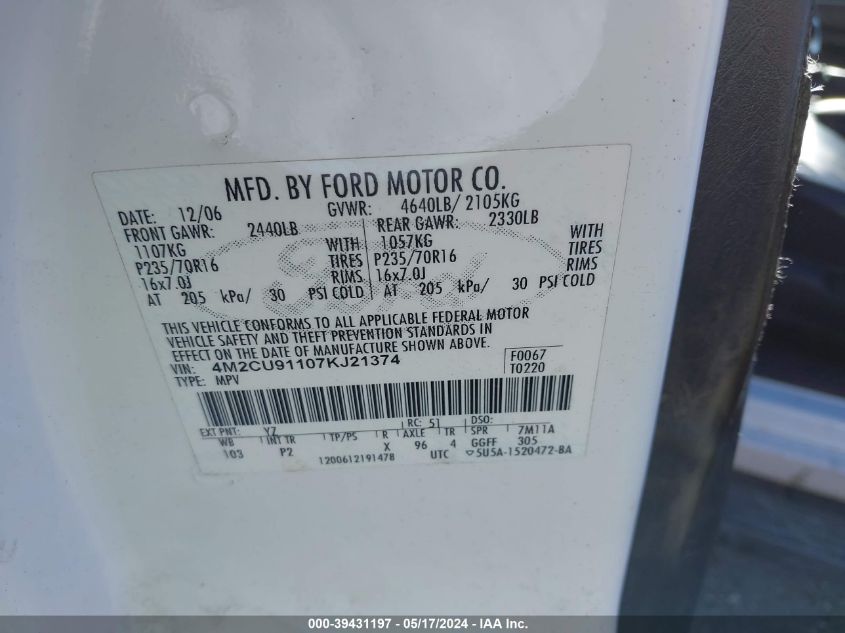 MFD. BY FORD MOTOR CO.
DATE: 12/06 GVWR: 4640LB/ 2105KG
FRONT GAWR: 2440LB REAR GAWR: 2330LB
1107KG WITH 1057KG WITH
P235/70R16 TIRES P235/70R16 TIRES
16x7.0J RIMS 16x7.0J RIMS
AT 205 kPa/ 30 PSI COLD AT 205 kPa/ 30 PSI COLD
THIS VEHICLE CONFORMS TO ALL APPLICABLE FEDERAL MOTOR
VEHICLE SAFETY AND THEFT PREVENTION STANDARDS IN
EFFECT ON THE DATE OF MANUFACTURE SHOWN ABOVE.
VIN: 4M2CU91107KJ21374 F0067
TYPE: MPV T0220
EXT PNT: YZ RC: 51 DSO:
WB INT TR TP/PS R AXLE TR SPR 7M11A
103 P2 X 96 4 GGFF 305
1200612191478 UTC ▽5U5A-1520472-BA
Ford
000-39431197 - 05/17/2024 - IAA Inc.